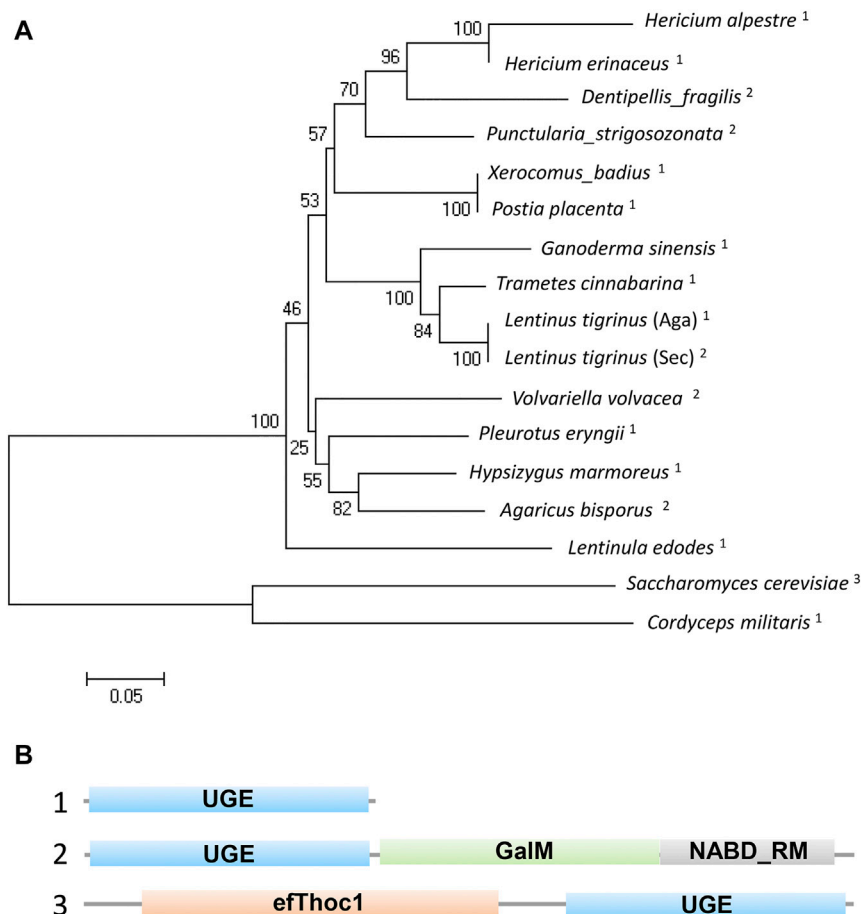 A
Hericium alpestre 1
100
Hericium erinaceus 1
96
Dentipellis_fragilis 2
70
Punctularia_strigosozonata 2
57
Xerocomus_badius 1
100
Postia placenta 1
53
Ganoderma sinensis 1
100
Trametes cinnabarina 1
84
Lentinus tigrinus (Aga) 1
100
Lentinus tigrinus (Sec) 2
46
Volvariella volvacea 2
100
25
Pleurotus eryngii 1
55
Hypsizygus marmoreus 1
82
Agaricus bisporus 2
Lentinula edodes 1
Saccharomyces cerevisiae 3
Cordyceps militaris 1
0.05
B
1 UGE
2 UGE GalM NABD_RM
3 efThoc1 UGE